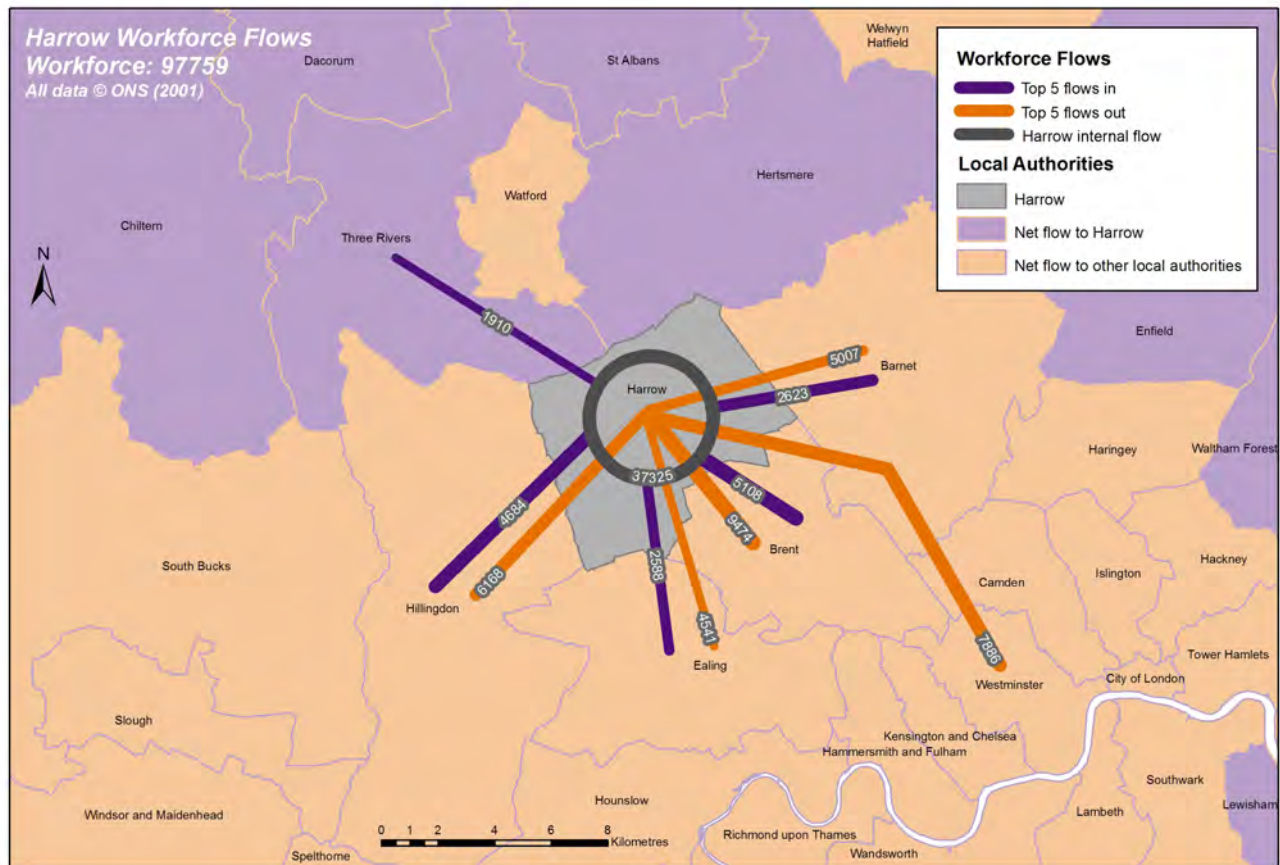 Harrow Workforce Flows
Workforce: 97759
All data © ONS (2001)
Welwyn
Hatfield
Dacorum
St Albans
Workforce Flows
Top 5 flows in
Top 5 flows out
Harrow internal flow
Local Authorities
Harrow
Net flow to Harrow
Net flow to other local authorities
Hertsmere
Watford
Chiltern
Three Rivers
N
1910
Enfield
5007
Barnet
Harrow
2623
Haringey
Waltham Forest
37325
5108
4684
9474
Brent
2588
Hackney
South Bucks
6168
Camden
Islington
Hillingdon
4541
7886
Ealing
Tower Hamlets
City of London
Westminster
Slough
Kensington and Chelsea
Hammersmith and Fulham
Southwark
Hounslow
Windsor and Maidenhead
Lambeth
Lewisham
0 1 2 4 6 8
Kilometres
Richmond upon Thames
Wandsworth
Spelthorne